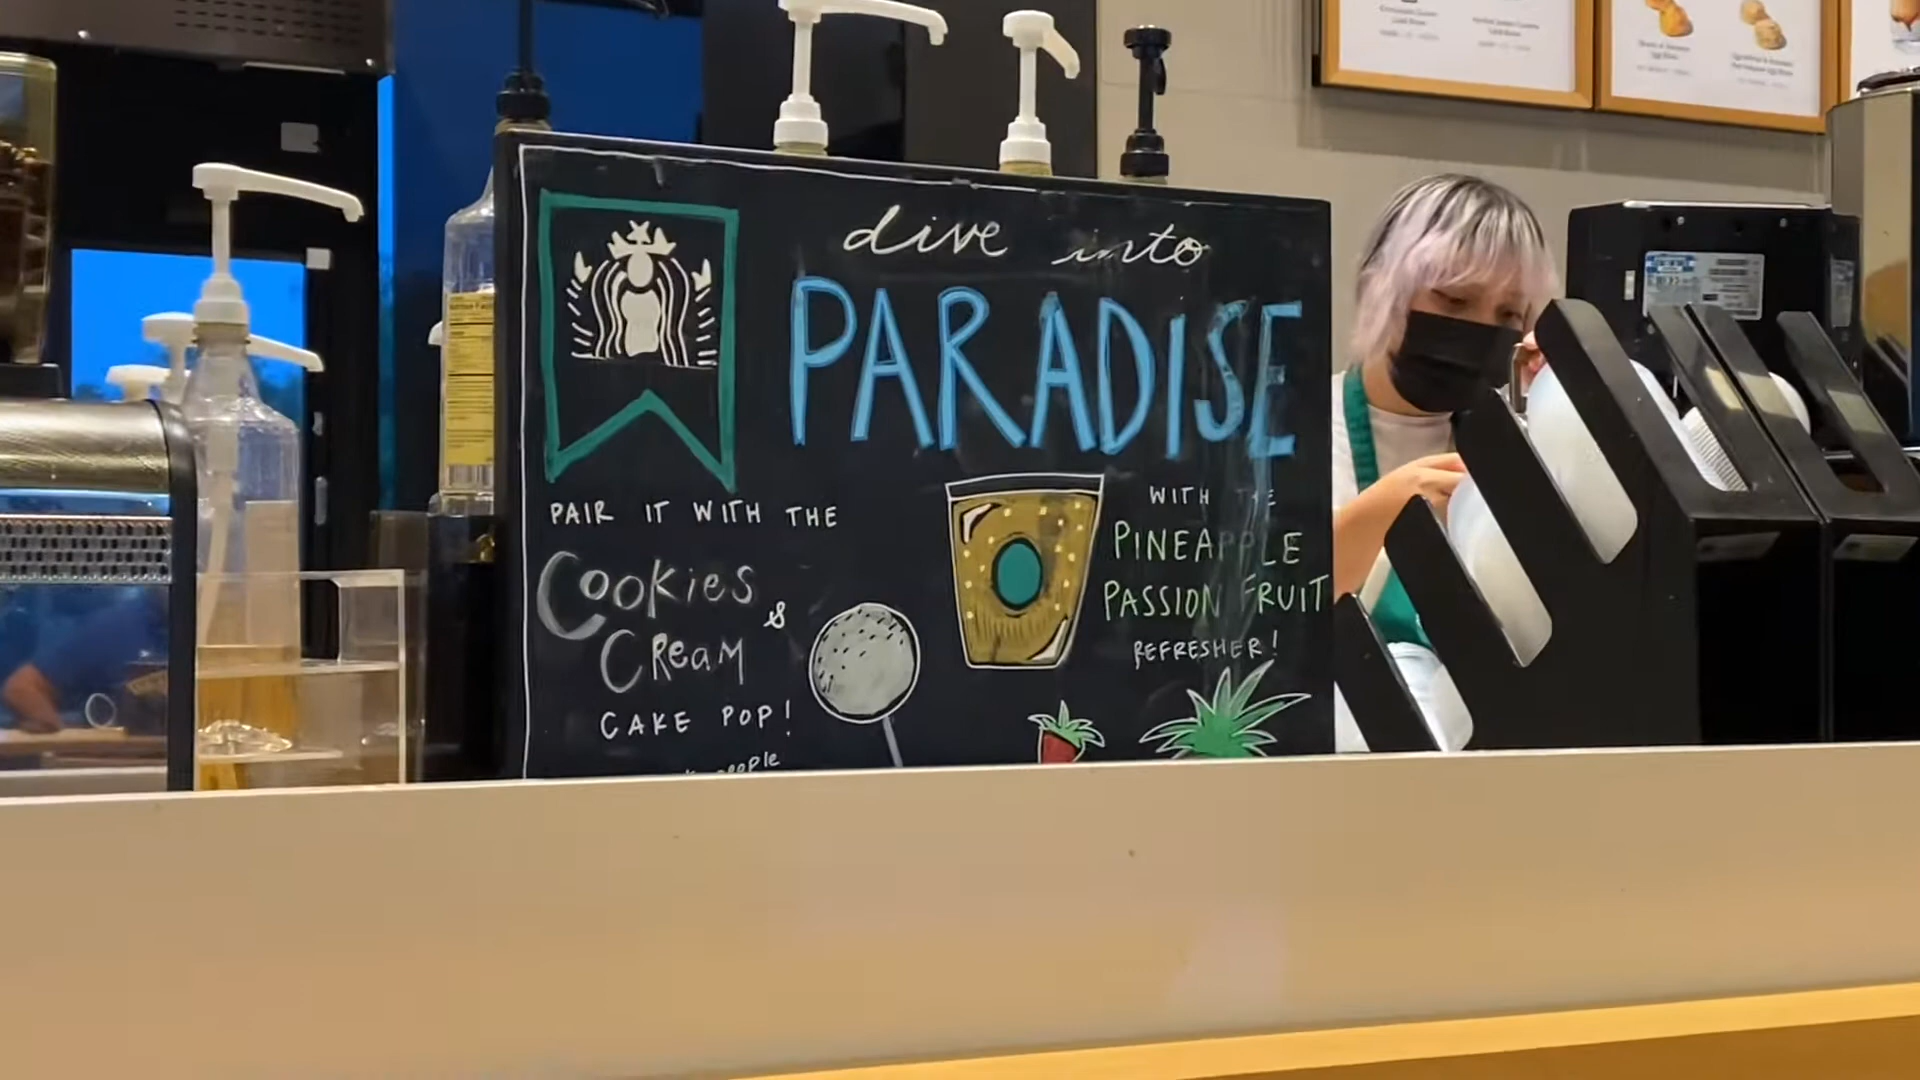 dive into
PARADISE
WITH THE
PINEAPPLE
PASSION FRUIT
REFRESHER!
PAIR IT WITH THE
COOKIES &
CREAM
CAKE POP!